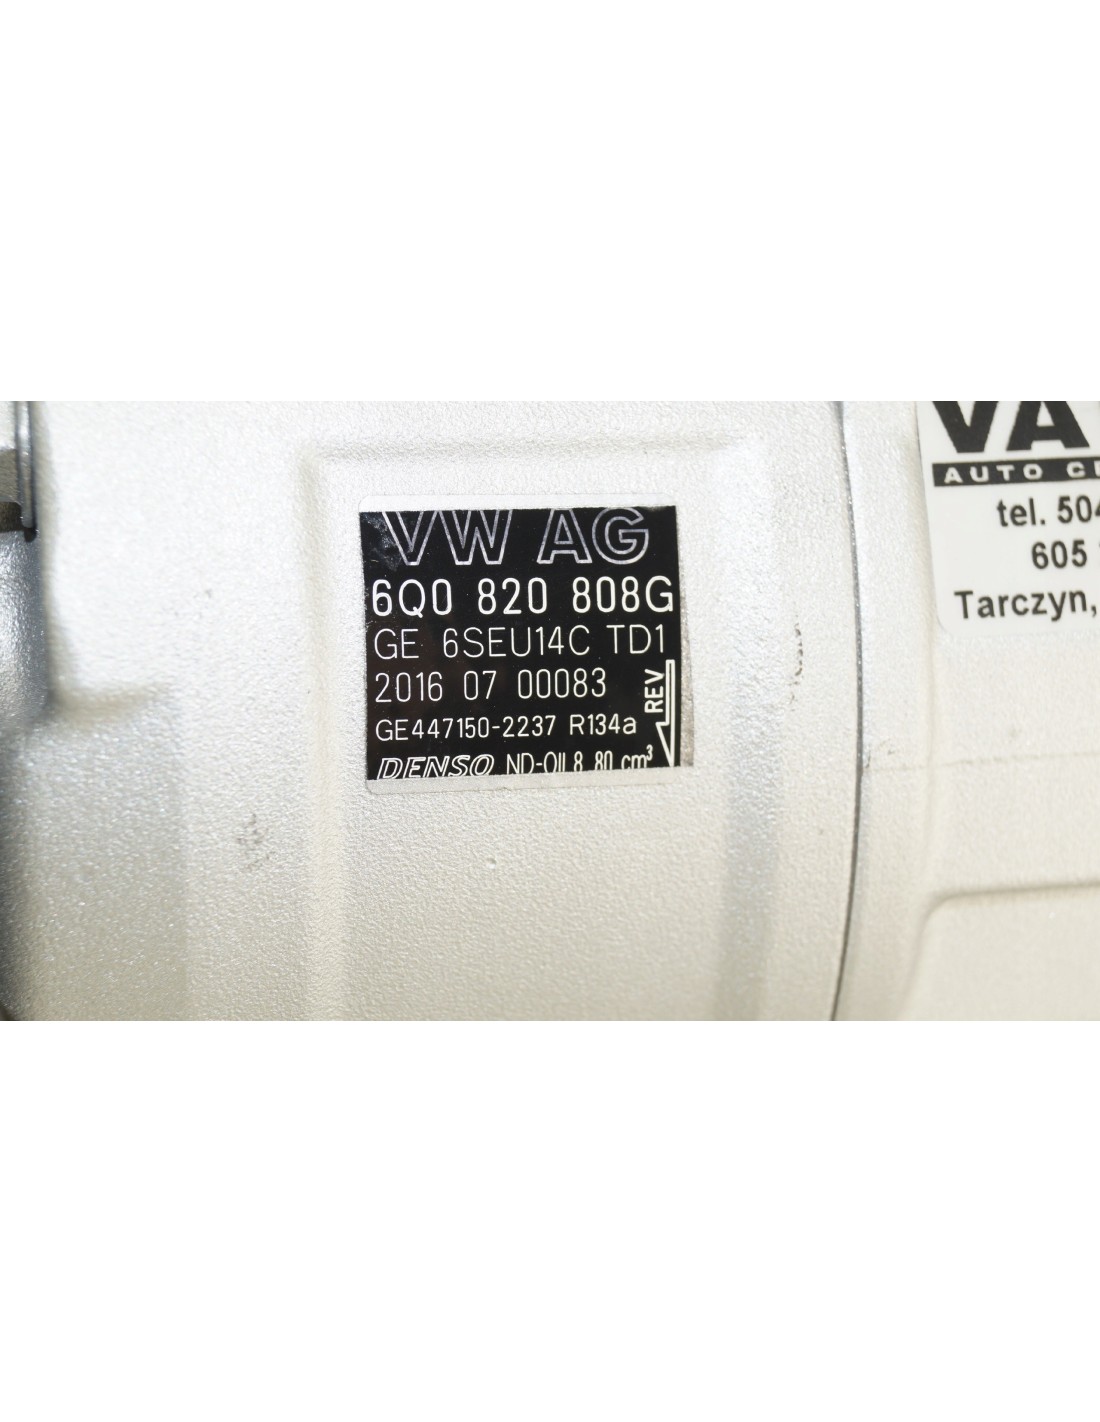 VW AG
6Q0 820 808G
GE 6SEU14C TD1
2016 07 00083
REV
GE447150-2237 R134a
DENSO ND-OIL8 80 cm³
VA
AUTO
tel. 504
605
Tarczyn,